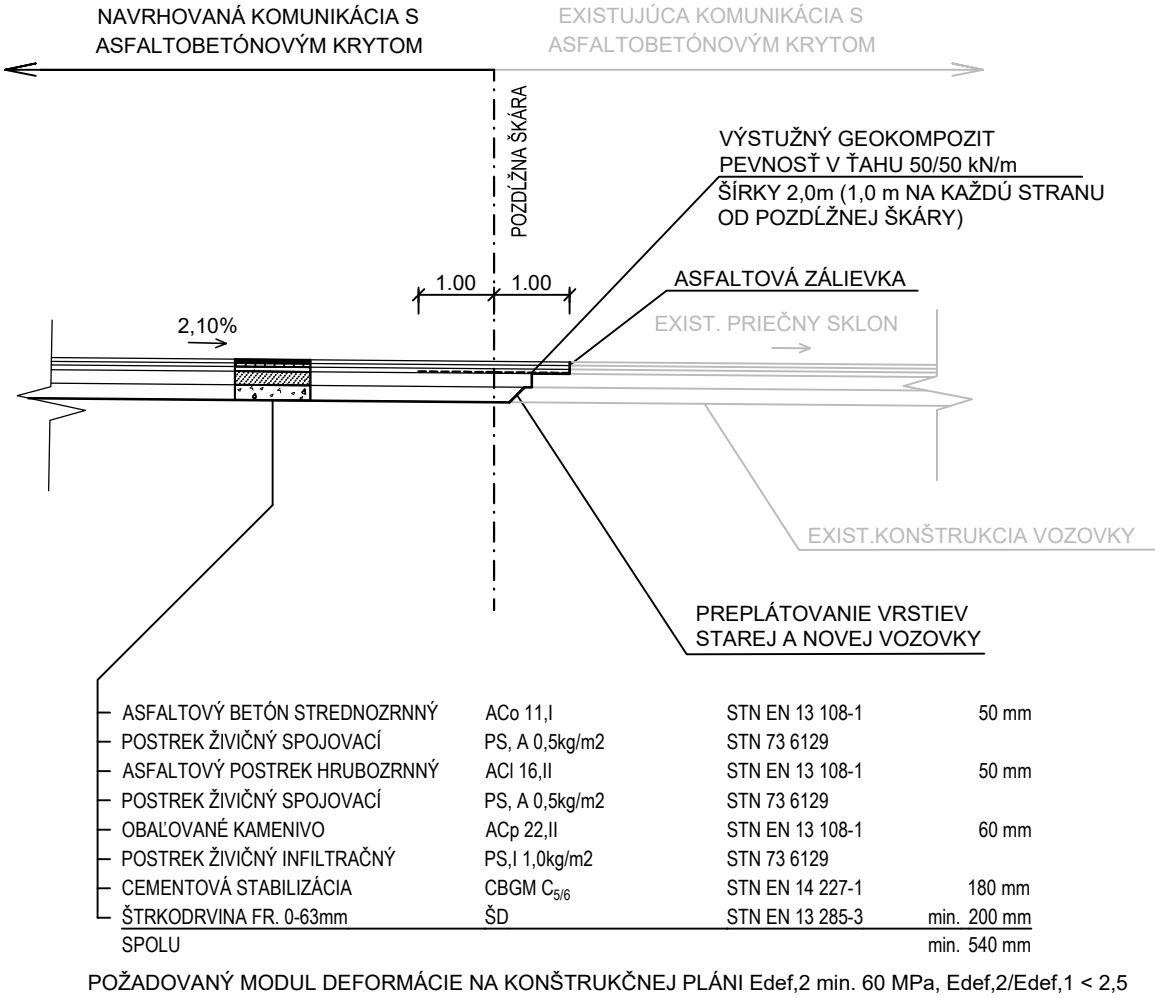 NAVRHOVANÁ KOMUNIKÁCIA S
ASFALTOBETÓNOVÝM KRYTOM
EXISTUJÚCA KOMUNIKÁCIA S
ASFALTOBETÓNOVÝM KRYTOM
POZDĹŽNA ŠKÁRA
VÝSTUŽNÝ GEOKOMPOZIT
PEVNOSŤ V ŤAHU 50/50 kN/m
ŠÍRKY 2,0m (1,0 m NA KAŽDÚ STRANU
OD POZDĹŽNEJ ŠKÁRY)
1.00 1.00
ASFALTOVÁ ZÁLIEVKA
2,10%
EXIST. PRIEČNY SKLON
EXIST.KONŠTRUKCIA VOZOVKY
PREPLÁTOVANIE VRSTIEV
STAREJ A NOVEJ VOZOVKY
ASFALTOVÝ BETÓN STREDNOZRNNÝ ACo 11,I STN EN 13 108-1 50 mm
POSTREK ŽIVIČNÝ SPOJOVACÍ PS, A 0,5kg/m2 STN 73 6129
ASFALTOVÝ POSTREK HRUBOZRNNÝ ACl 16,II STN EN 13 108-1 50 mm
POSTREK ŽIVIČNÝ SPOJOVACÍ PS, A 0,5kg/m2 STN 73 6129
OBAĽOVANÉ KAMENIVO ACp 22,II STN EN 13 108-1 60 mm
POSTREK ŽIVIČNÝ INFILTRAČNÝ PS,I 1,0kg/m2 STN 73 6129
CEMENTOVÁ STABILIZÁCIA CBGM C5/6 STN EN 14 227-1 180 mm
ŠTRKODRVINA FR. 0-63mm ŠD STN EN 13 285-3 min. 200 mm
SPOLU min. 540 mm
POŽADOVANÝ MODUL DEFORMÁCIE NA KONŠTRUKČNEJ PLÁNI Edef,2 min. 60 MPa, Edef,2/Edef,1 < 2,5